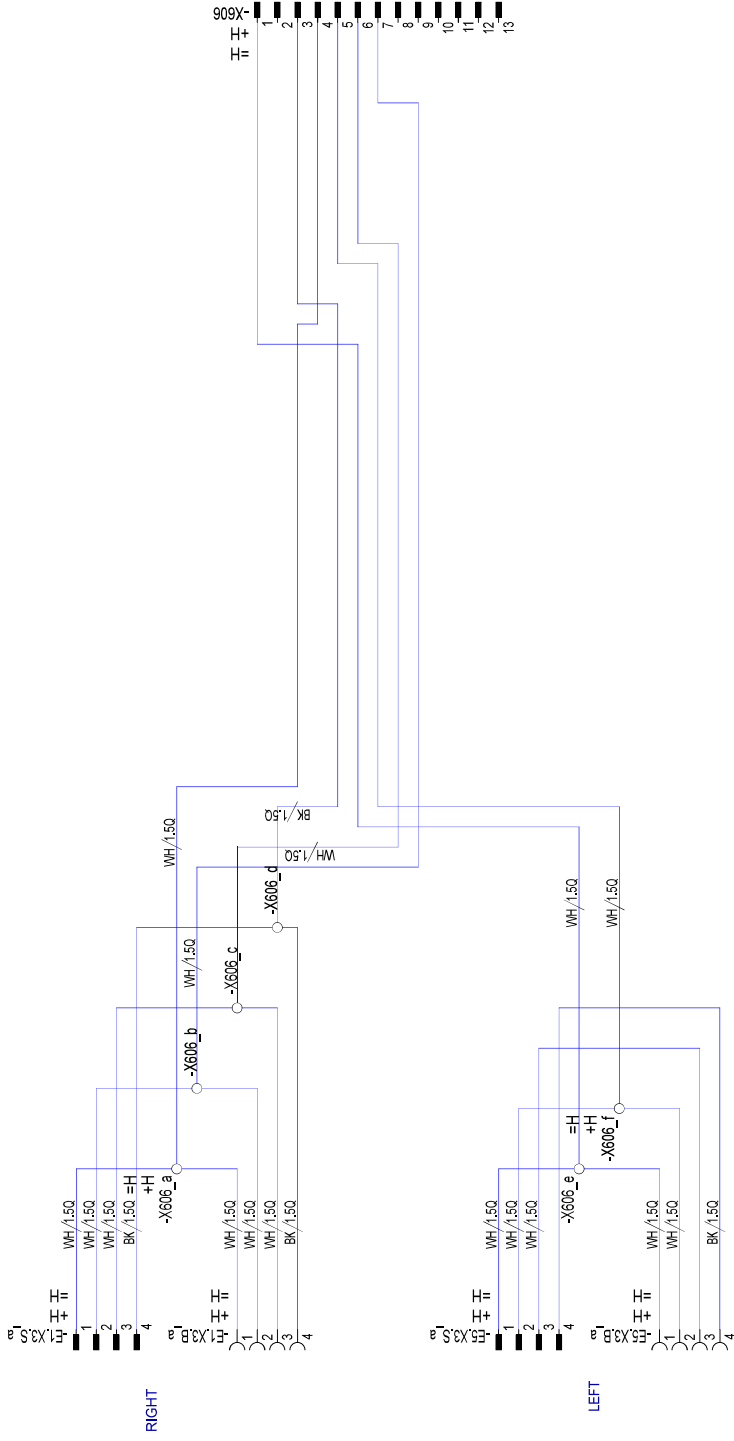 -X606
+H
=H
1
2
3
4
5
6
7
8
9
10
11
12
13
WH/1.5Q
BK/1.5Q
WH/1.5Q
-X606_d
WH/1.5Q
-X606_c
-X606_b
WH/1.5Q
WH/1.5Q
=H
+H
-X606_a
=H
+H
-X606_f
-X606_e
WH/1.5Q
WH/1.5Q
WH/1.5Q
BK/1.5Q
WH/1.5Q
WH/1.5Q
WH/1.5Q
BK/1.5Q
WH/1.5Q
WH/1.5Q
WH/1.5Q
WH/1.5Q
WH/1.5Q
BK/1.5Q
=H
+H
-E1.X3.S_a
1
2
3
4
=H
+H
-E1.X3.B_a
1
2
3
4
=H
+H
-E5.X3.S_a
1
2
3
4
=H
+H
-E5.X3.B_a
1
2
3
4
RIGHT
LEFT